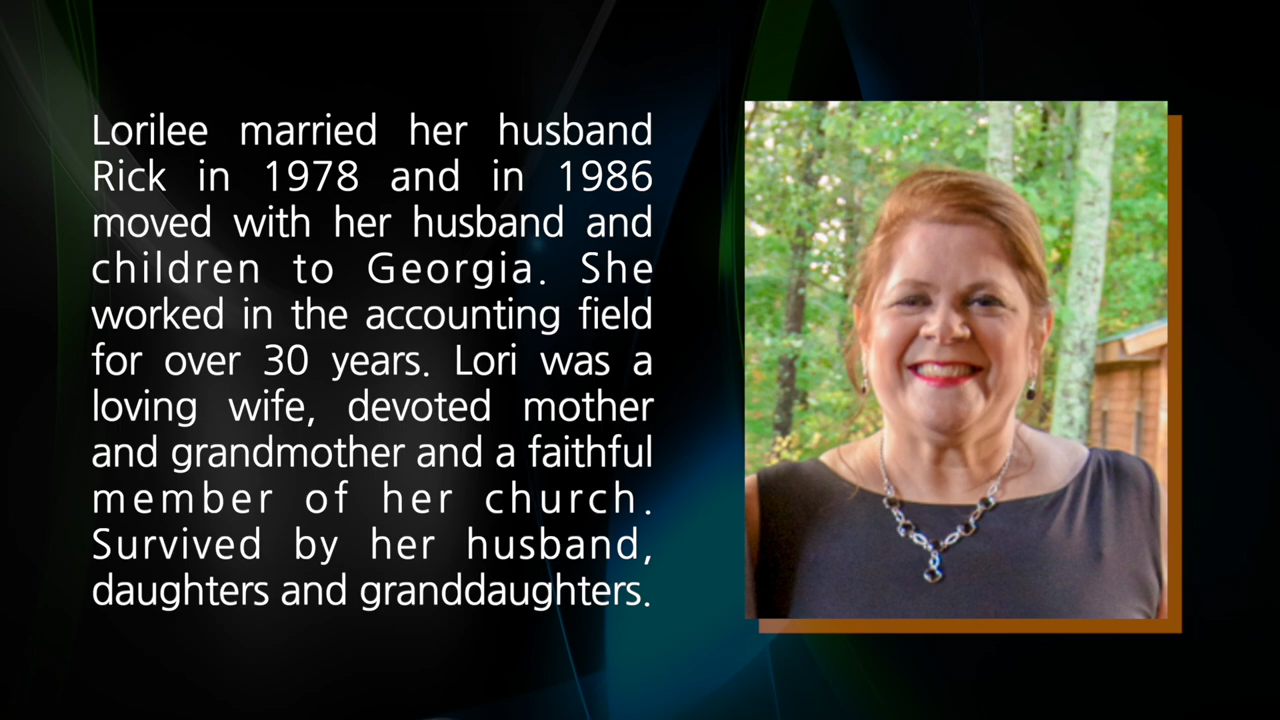 Lorilee married her husband
Rick in 1978 and in 1986
moved with her husband and
children to Georgia. She
worked in the accounting field
for over 30 years. Lori was a
loving wife, devoted mother
and grandmother and a faithful
member of her church.
Survived by her husband,
daughters and granddaughters.